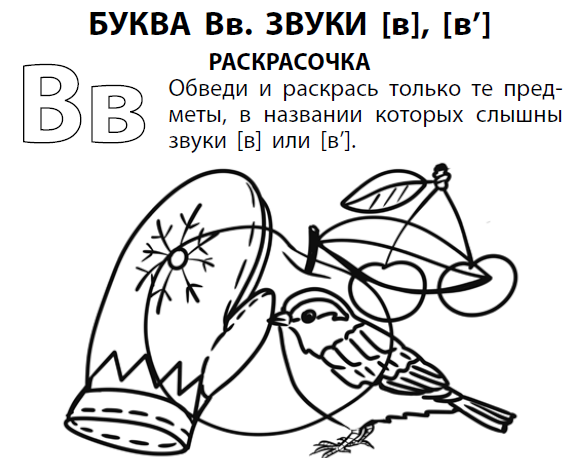 БУКВА Вв. ЗВУКИ [в], [в’]
РАСКРАСОЧКА
Вв
Обведи и раскрась только те пред-
меты, в названии которых слышны
звуки [в] или [в’].